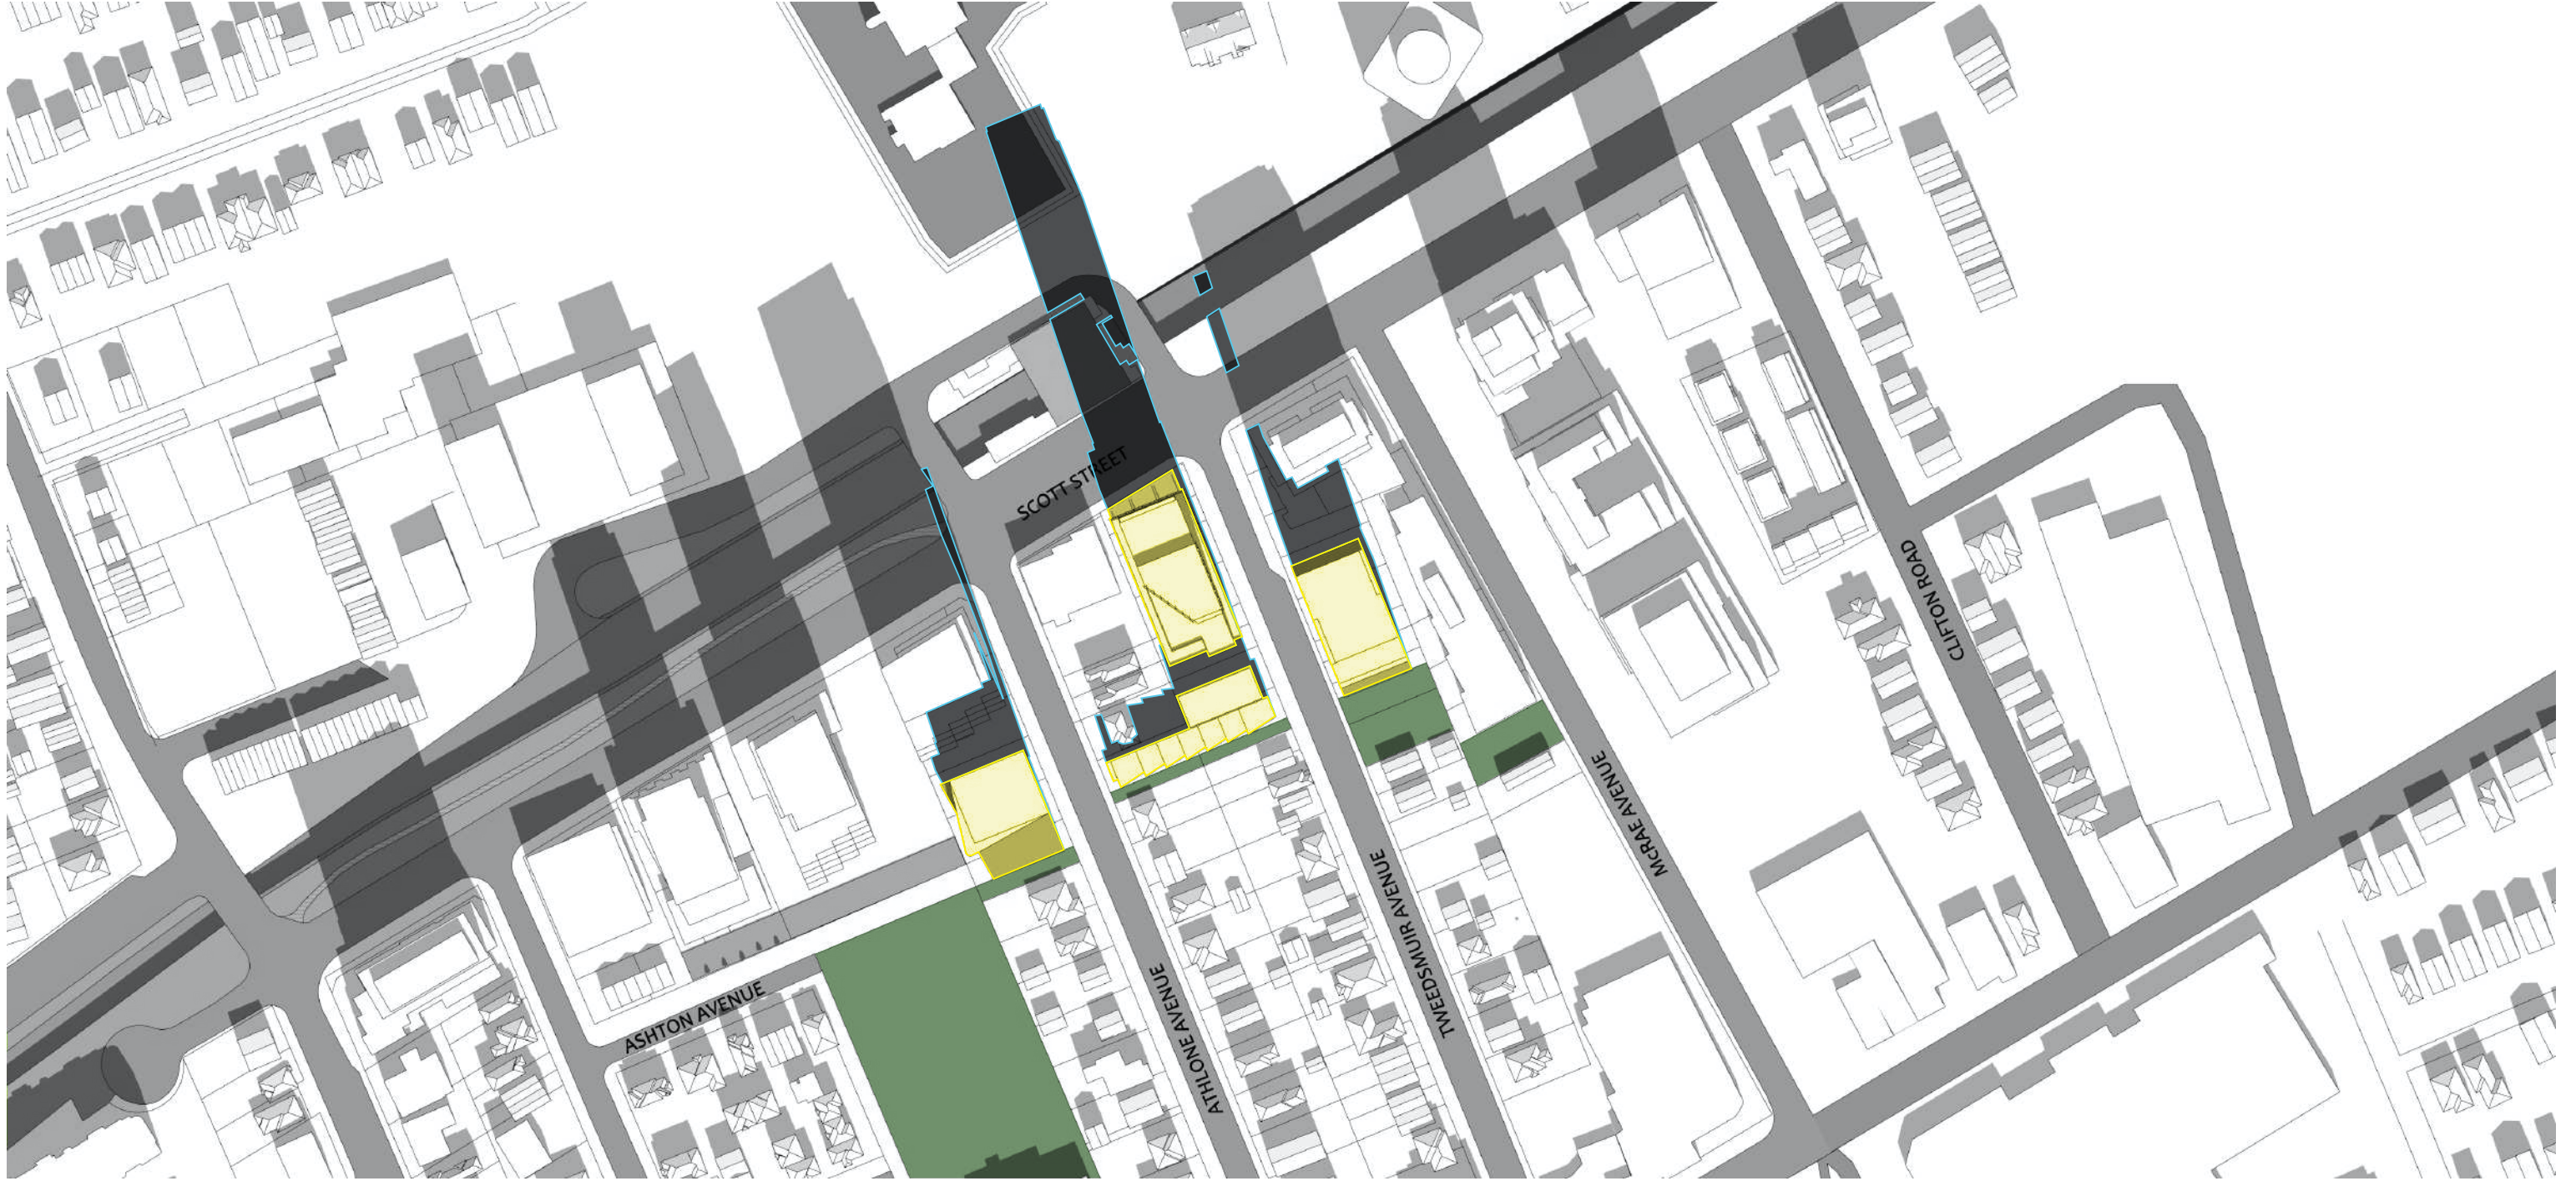 SCOTT STREET
CLIFTON ROAD
McRAE AVENUE
TWEEDSMUIR AVENUE
ATHLONE AVENUE
ASHTON AVENUE